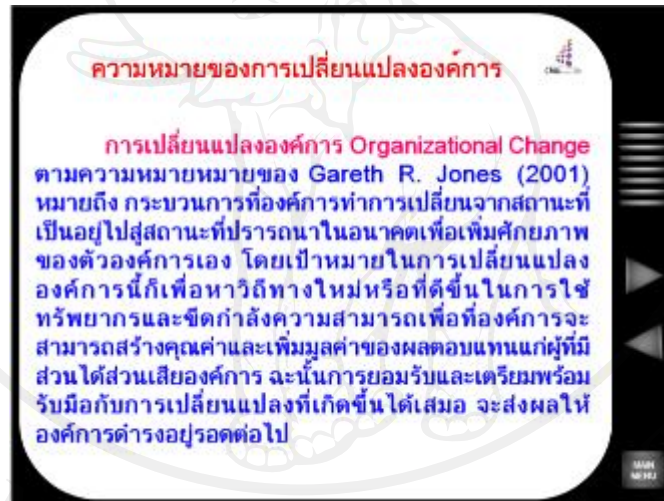 ความหมายของการเปลี่ยนแปลงองค์การ
การเปลี่ยนแปลงองค์การ Organizational Change
ตามความหมายหมายของ Gareth R. Jones (2001)
หมายถึง กระบวนการที่องค์การทำการเปลี่ยนจากสถานะที่
เป็นอยู่ไปสู่สถานะที่ปรารถนาในอนาคตเพื่อเพิ่มศักยภาพ
ของตัวองค์การเอง โดยเป้าหมายในการเปลี่ยนแปลง
องค์การนี้ก็เพื่อหาวิถีทางใหม่หรือที่ดีขึ้นในการใช้
ทรัพยากรและขีดกำลังความสามารถเพื่อที่องค์การจะ
สามารถสร้างคุณค่าและเพิ่มมูลค่าของผลตอบแทนแก่ผู้ที่มี
ส่วนได้ส่วนเสียองค์การ ฉะนั้นการยอมรับและเตรียมพร้อม
รับมือกับการเปลี่ยนแปลงที่เกิดขึ้นได้เสมอ จะส่งผลให้
องค์การดำรงอยู่รอดต่อไป
MAIN
MENU